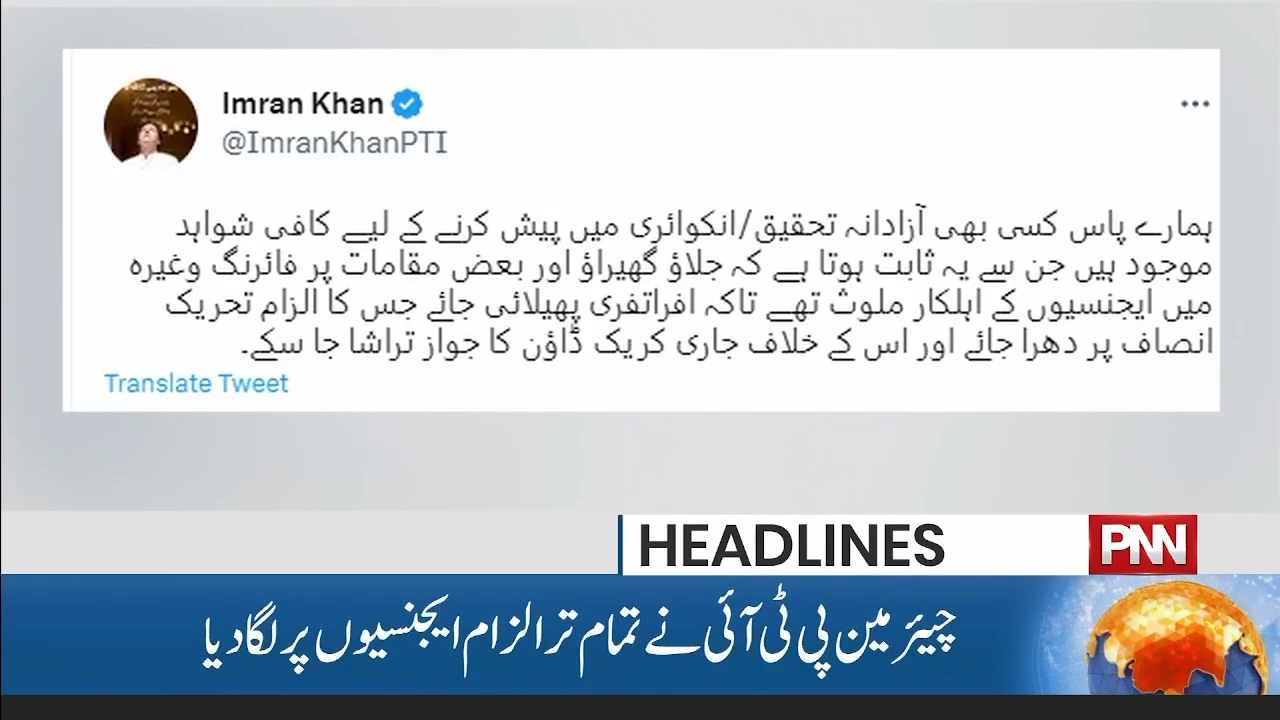 Imran Khan
@ImranKhanPTI
ہمارے پاس کسی بھی آزادانہ تحقیق/انکوائری میں پیش کرنے کے لیے کافی شواہد
موجود ہیں جن سے یہ ثابت ہوتا ہے کہ جلاؤ گھیراؤ اور بعض مقامات پر فائرنگ وغیرہ
میں ایجنسیوں کے اہلکار ملوث تھے تاکہ افراتفری پھیلائی جائے جس کا الزام تحریک
انصاف پر دھرا جائے اور اس کے خلاف جاری کریک ڈاؤن کا جواز تراشا جا سکے۔
Translate Tweet
HEADLINES
PNN
چیئرمین پی ٹی آئی نے تمام تر الزام ایجنسیوں پر لگا دیا